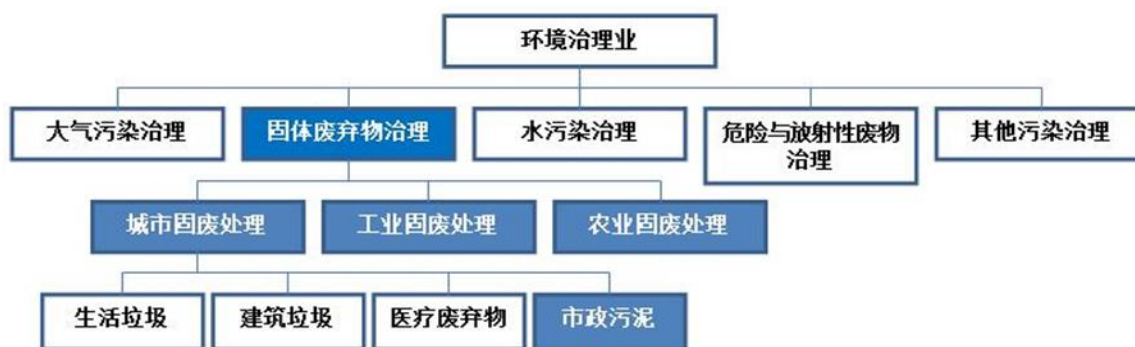 环境治理业
大气污染治理
固体废弃物治理
水污染治理
危险与放射性废物
治理
其他污染治理
城市固废处理
工业固废处理
农业固废处理
生活垃圾
建筑垃圾
医疗废弃物
市政污泥